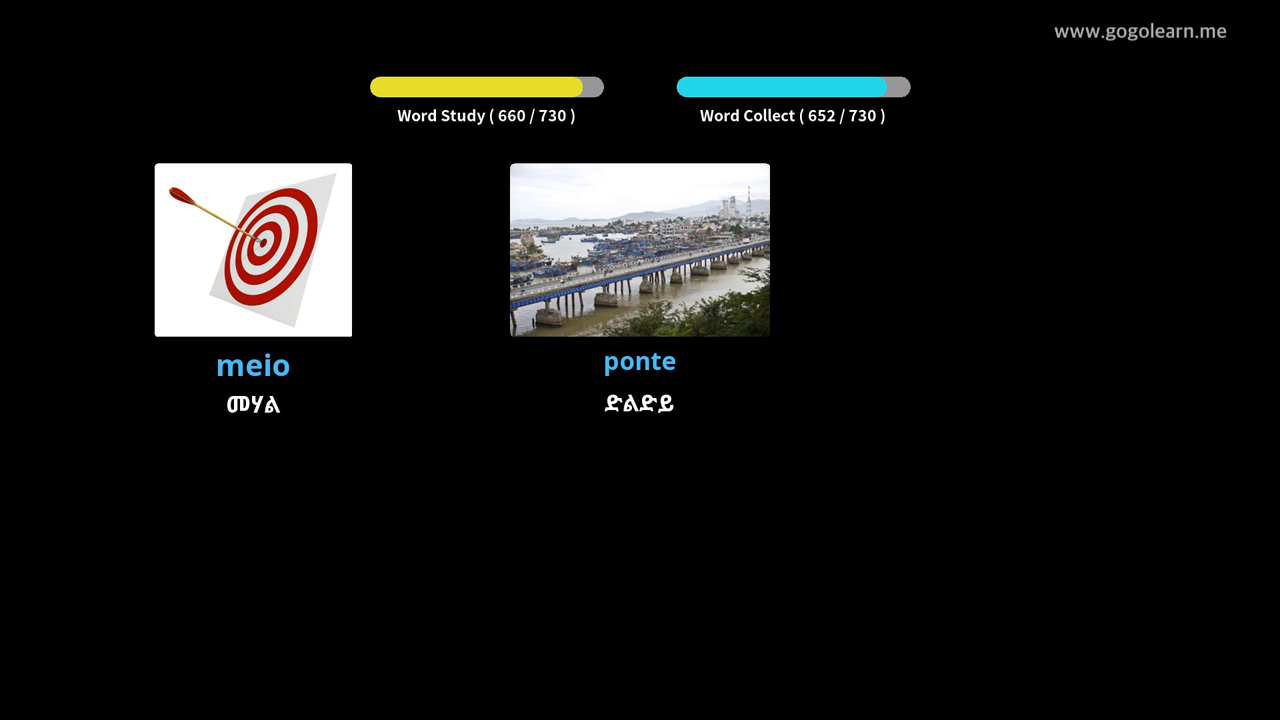 www.gogolearn.me
Word Study ( 660 / 730 )
Word Collect ( 652 / 730 )
meio
ponte
መሃል
ድልድይ